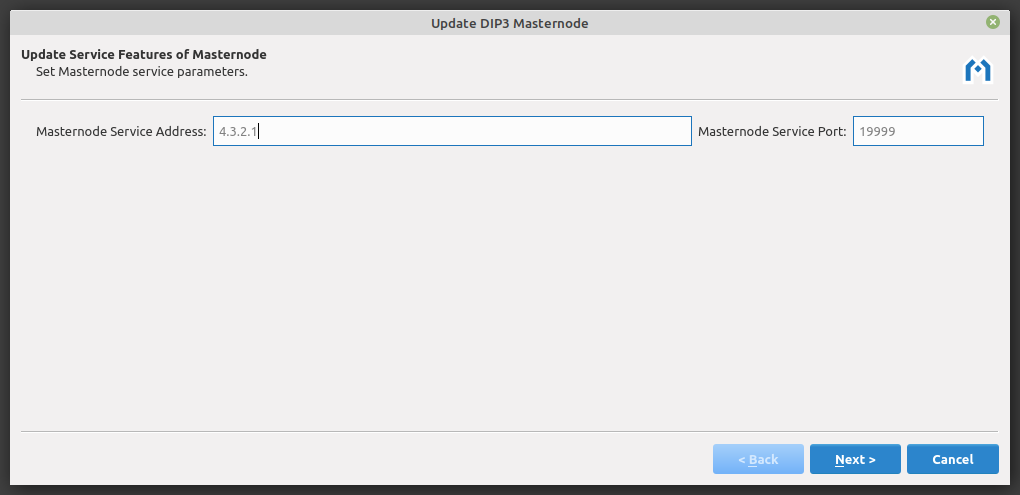 Update DIP3 Masternode
Update Service Features of Masternode
Set Masternode service parameters.
Masternode Service Address: 4.3.2.1 Masternode Service Port: 19999
< Back Next > Cancel